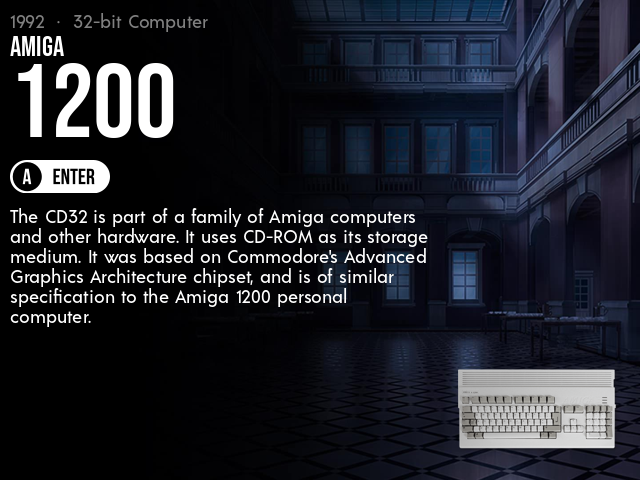 1992 · 32-bit Computer
AMIGA
1200
A ENTER
The CD32 is part of a family of Amiga computers
and other hardware. It uses CD-ROM as its storage
medium. It was based on Commodore's Advanced
Graphics Architecture chipset, and is of similar
specification to the Amiga 1200 personal
computer.